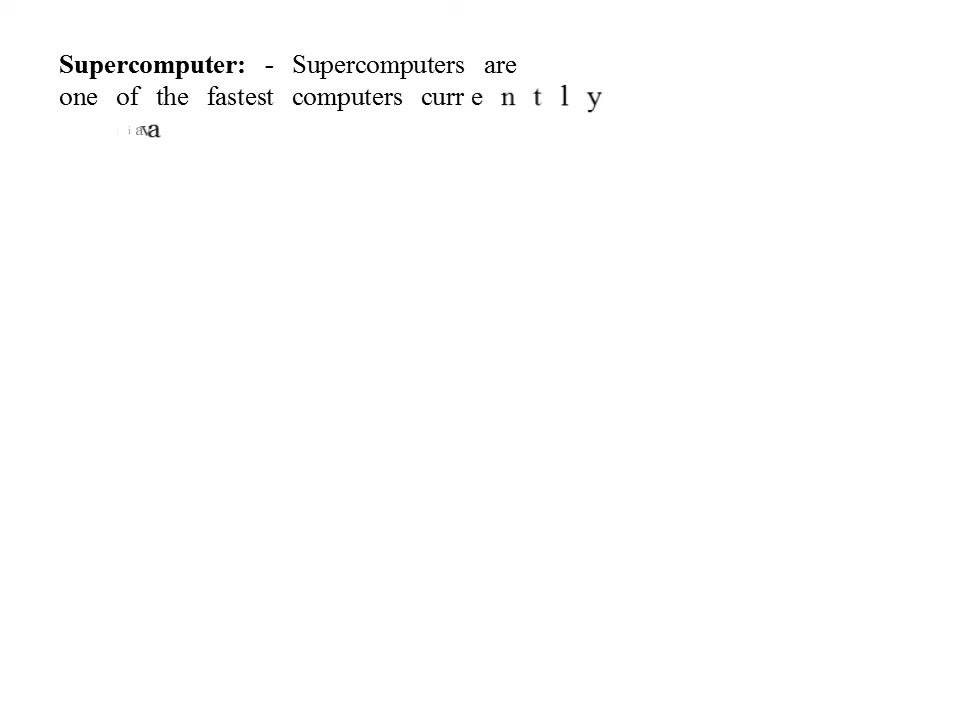 Supercomputer: - Supercomputers are
one of the fastest computers currently